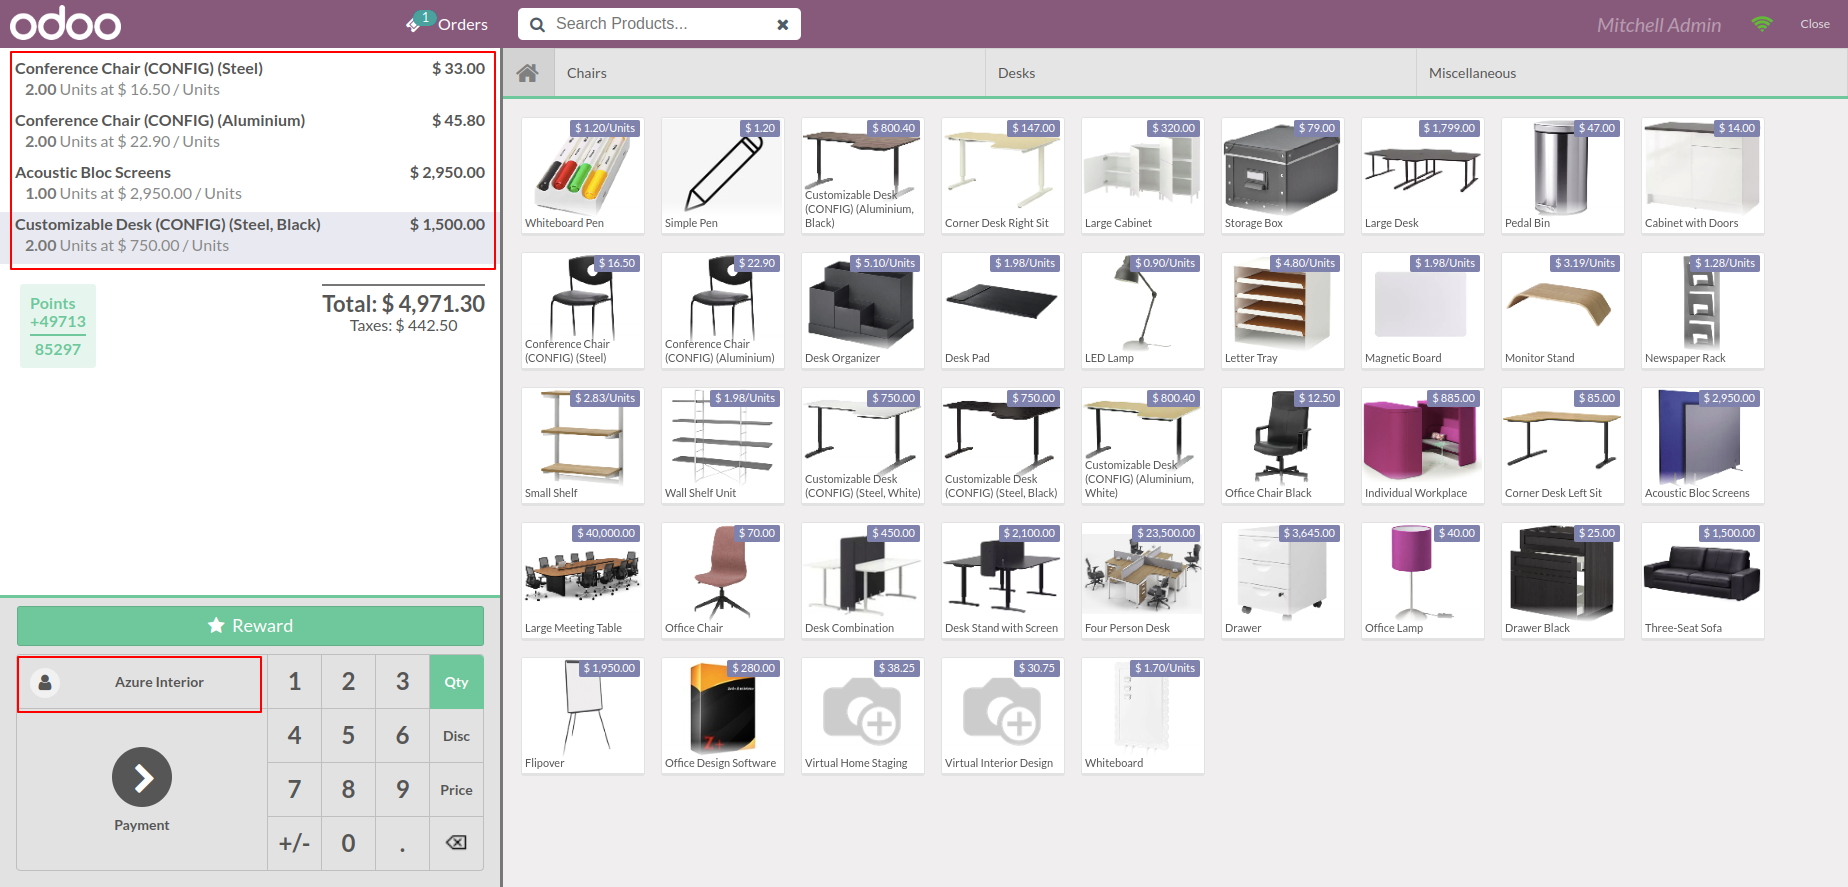 odoo
1
Orders
Search Products...
Mitchell Admin
Close
Conference Chair (CONFIG) (Steel) $ 33.00
2.00 Units at $ 16.50 / Units
Conference Chair (CONFIG) (Aluminium) $ 45.80
2.00 Units at $ 22.90 / Units
Acoustic Bloc Screens $ 2,950.00
1.00 Units at $ 2,950.00 / Units
Customizable Desk (CONFIG) (Steel, Black) $ 1,500.00
2.00 Units at $ 750.00 / Units
Points
+49713
85297
Total: $ 4,971.30
Taxes: $ 442.50
Reward
Azure Interior
Payment
1 2 3 Qty
4 5 6 Disc
7 8 9 Price
+/- 0 .
Chairs
Desks
Miscellaneous
$ 1.20/Units
Whiteboard Pen
$ 1.20
Simple Pen
$ 800.40
Customizable Desk
(CONFIG) (Aluminium,
Black)
$ 147.00
Corner Desk Right Sit
$ 320.00
Large Cabinet
$ 79.00
Storage Box
$ 1,799.00
Large Desk
$ 47.00
Pedal Bin
$ 14.00
Cabinet with Doors
$ 16.50
Conference Chair
(CONFIG) (Steel)
$ 22.90
Conference Chair
(CONFIG) (Aluminium)
$ 5.10/Units
Desk Organizer
$ 1.98/Units
Desk Pad
$ 0.90/Units
LED Lamp
$ 4.80/Units
Letter Tray
$ 1.98/Units
Magnetic Board
$ 3.19/Units
Monitor Stand
$ 1.28/Units
Newspaper Rack
$ 2.83/Units
Small Shelf
$ 1.98/Units
Wall Shelf Unit
$ 750.00
Customizable Desk
(CONFIG) (Steel, White)
$ 750.00
Customizable Desk
(CONFIG) (Steel, Black)
$ 800.40
Customizable Desk
(CONFIG) (Aluminium,
White)
$ 12.50
Office Chair Black
$ 885.00
Individual Workplace
$ 85.00
Corner Desk Left Sit
$ 2,950.00
Acoustic Bloc Screens
$ 40,000.00
Large Meeting Table
$ 70.00
Office Chair
$ 450.00
Desk Combination
$ 2,100.00
Desk Stand with Screen
$ 23,500.00
Four Person Desk
$ 3,645.00
Drawer
$ 40.00
Office Lamp
$ 25.00
Drawer Black
$ 1,500.00
Three-Seat Sofa
$ 1,950.00
Flipover
$ 280.00
Z+
Office Design Software
$ 38.25
Virtual Home Staging
$ 30.75
Virtual Interior Design
$ 1.70/Units
Whiteboard